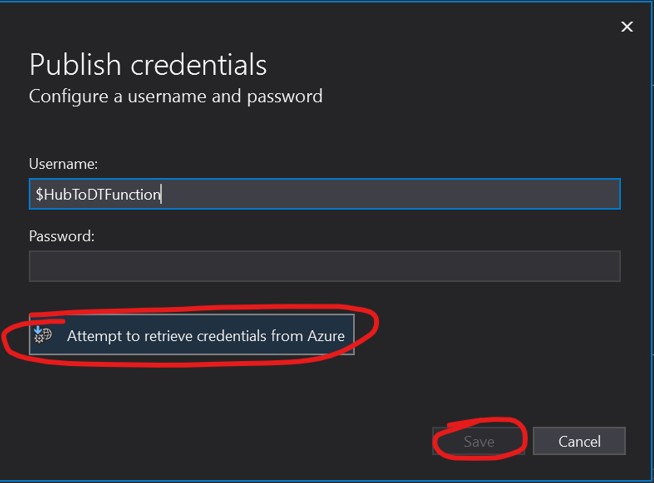 Publish credentials
Configure a username and password
Username:
$HubToDTFunction
Password:
Attempt to retrieve credentials from Azure
Save
Cancel